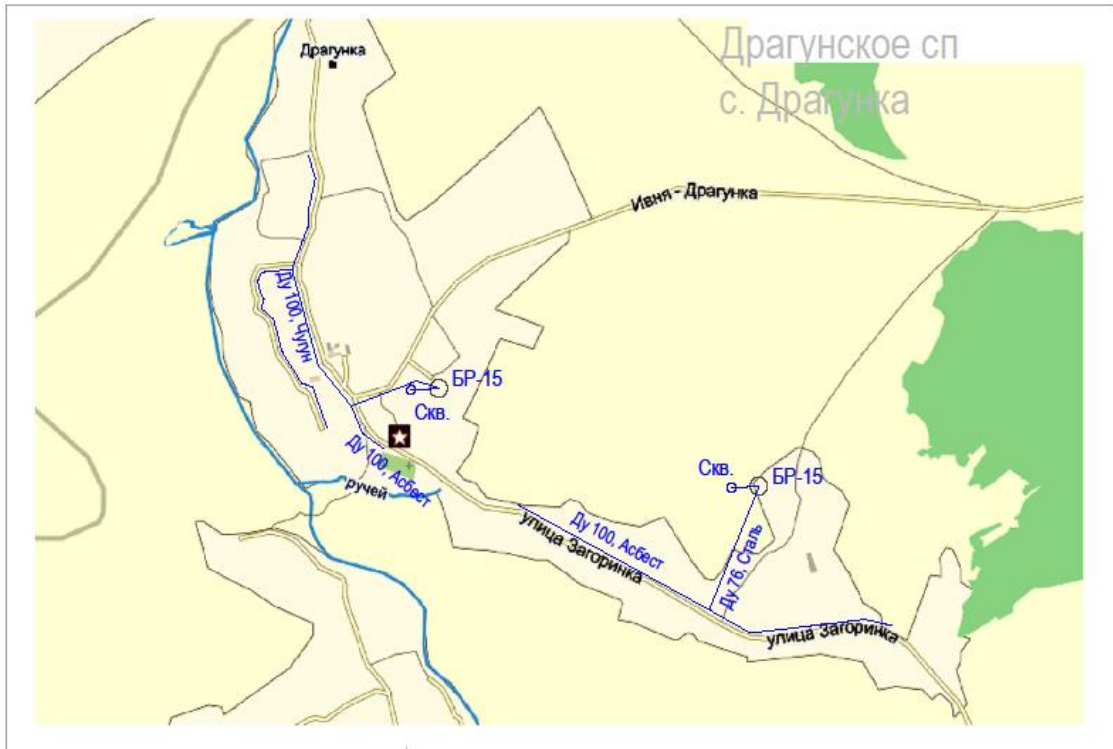 Драгунское сп
с. Драгунка
Драгунка
Ивня - Драгунка
Ду 100, Чугун
БР-15
Скв.
Ду 100, Асбест
ручей
Скв.
БР-15
Ду 100, Асбест
улица Загоринка
Ду 76, Сталь
улица Загоринка